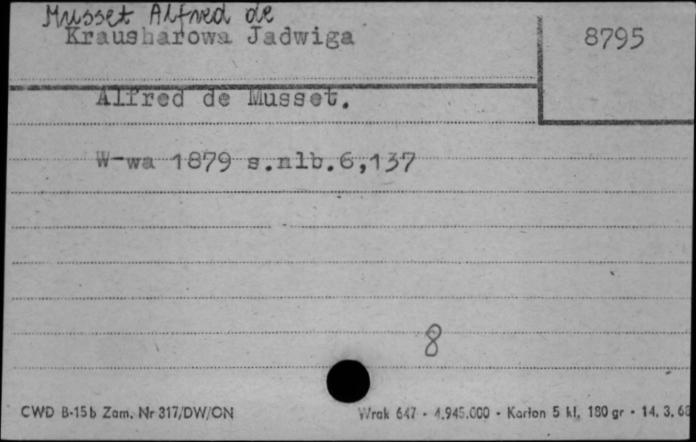 Musset Alfred de
Krausharowa Jadwiga
8795
Alfred de Musset.
W-wa 1879 s.nlb.6,137
8
CWD B-15b Zam. Nr 317/DW/ON
Wrak 647 - 4.945.000 - Karton 5 kl. 180 gr - 14. 3.